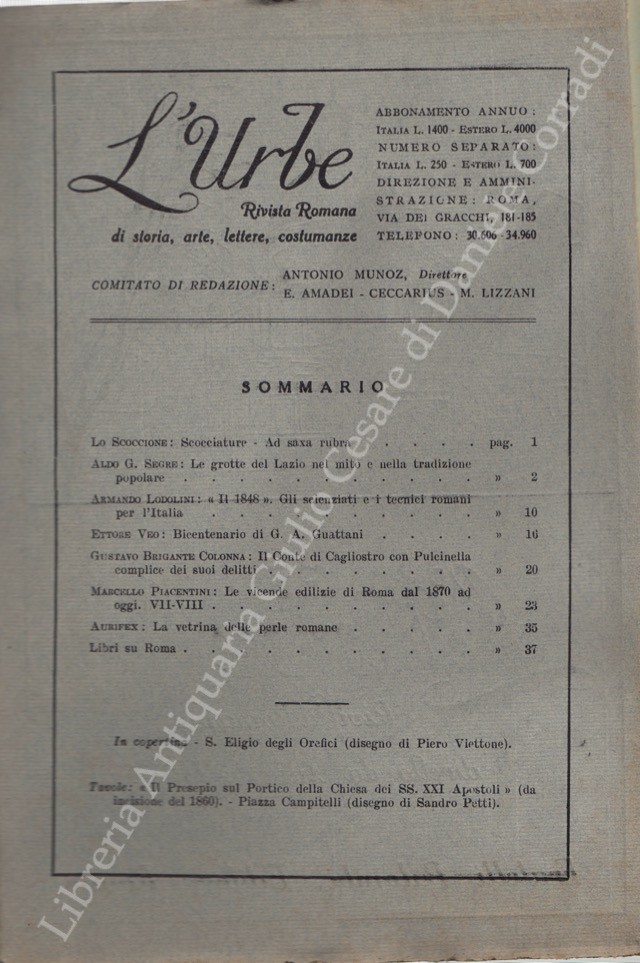 L'Urbe
Rivista Romana
di storia, arte, lettere, costumanze
ABBONAMENTO ANNUO:
ITALIA L. 1400 - ESTERO L. 4000
NUMERO SEPARATO:
ITALIA L. 250 - ESTERO L. 700
DIREZIONE E AMMINI-
STRAZIONE: ROMA,
VIA DEI GRACCHI, 181-185
TELEFONO: 30.606 - 34.960
COMITATO DI REDAZIONE:
ANTONIO MUNOZ, Direttore
E. AMADEI - CECCARIUS - M. LIZZANI
SOMMARIO
LO SCOCCIONE: Scocciature - Ad saxa rubra . . . . pag. 1
ALDO G. SEGRE: Le grotte del Lazio nel mito e nella tradizione
popolare . . . . . . . . . » 2
ARMANDO LODOLINI: « Il 1848 ». Gli scienziati e i tecnici romani
per l'Italia . . . . . . . . . » 10
ETTORE VEO: Bicentenario di G. A. Guattani . . . . » 16
GUSTAVO BRIGANTE COLONNA: Il Conte di Cagliostro con Pulcinella
complice dei suoi delitti . . . . . . . » 20
MARCELLO PIACENTINI: Le vicende edilizie di Roma dal 1870 ad
oggi. VII-VIII . . . . . . . . » 23
AURIFEX: La vetrina delle perle romane . . . . . » 35
Libri su Roma . . . . . . . . . » 37
In copertina - S. Eligio degli Orefici (disegno di Piero Viettone).
Tavole: « Il Presepio sul Portico della Chiesa dei SS. XXI Apostoli » (da
incisione del 1860). - Piazza Campitelli (disegno di Sandro Petti).
Libreria Antiquaria Giulio Cesare di Daniele Corradi